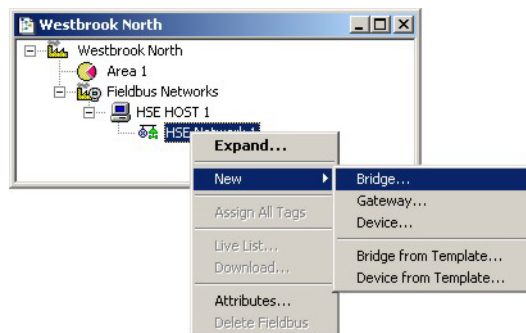 Westbrook North
Westbrook North
Area 1
Fieldbus Networks
HSE HOST 1
HSE Network 1
Expand...
New
Assign All Tags
Live List...
Download...
Attributes...
Delete Fieldbus
Bridge...
Gateway...
Device...
Bridge from Template...
Device from Template...